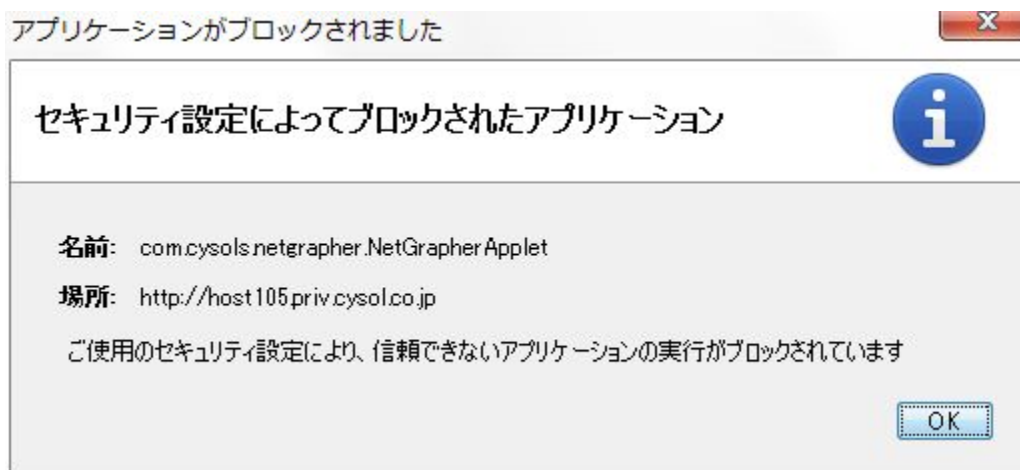 アプリケーションがブロックされました
セキュリティ設定によってブロックされたアプリケーション
名前: com.cysols.netgrapher.NetGrapherApplet
場所: http://host105.priv.cysol.co.jp
ご使用のセキュリティ設定により、信頼できないアプリケーションの実行がブロックされています
OK